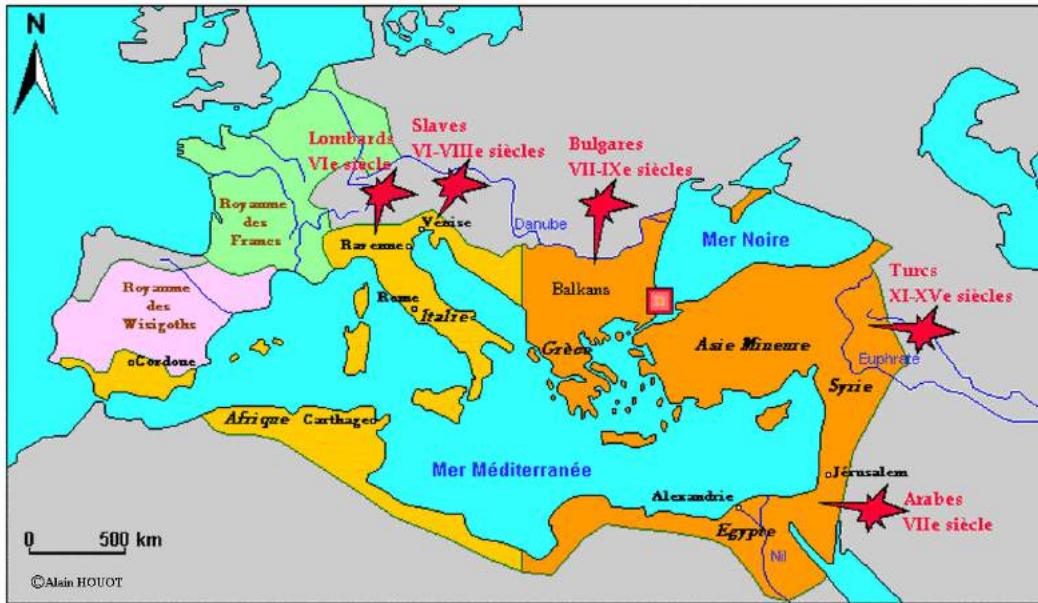 N
Lombards
VIe siècle
Slaves
VI-VIIIe siècles
Bulgares
VII-IXe siècles
Royaume
des
Francs
Venise
Ravenne
Danube
Mer Noire
Turcs
XI-XVe siècles
Royaume
des
Wisigoths
Rome
Italie
Balkans
Grèce
Asie Mineure
Euphrate
Syrie
Cordoue
Afrique
Carthage
Mer Méditerranée
Jérusalem
Alexandrie
Egypte
Nil
Arabes
VIIe siècle
0 500 km
©Alain HOUOT